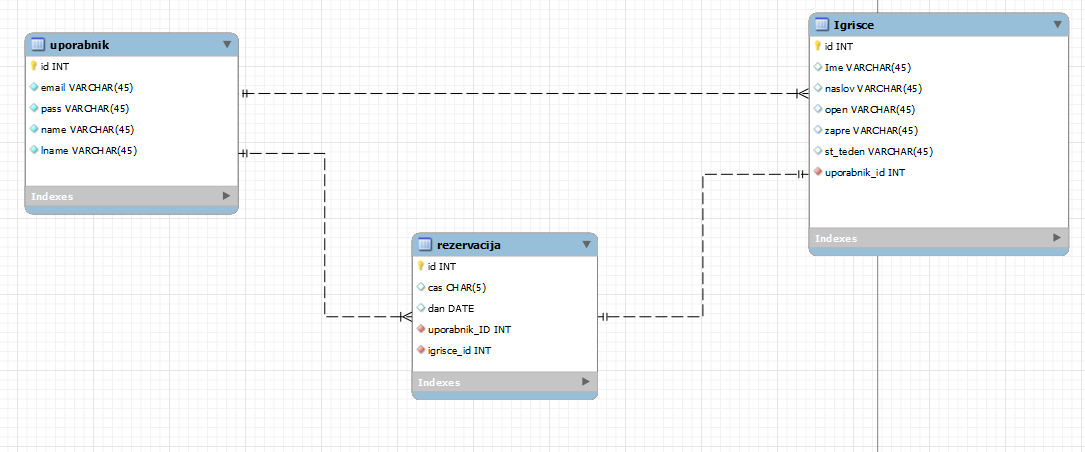 uporabnik
id INT
email VARCHAR(45)
pass VARCHAR(45)
name VARCHAR(45)
lname VARCHAR(45)
Indexes
Igrisce
id INT
Ime VARCHAR(45)
naslov VARCHAR(45)
open VARCHAR(45)
zapre VARCHAR(45)
st_teden VARCHAR(45)
uporabnik_id INT
Indexes
rezervacija
id INT
cas CHAR(5)
dan DATE
uporabnik_ID INT
igrisce_id INT
Indexes